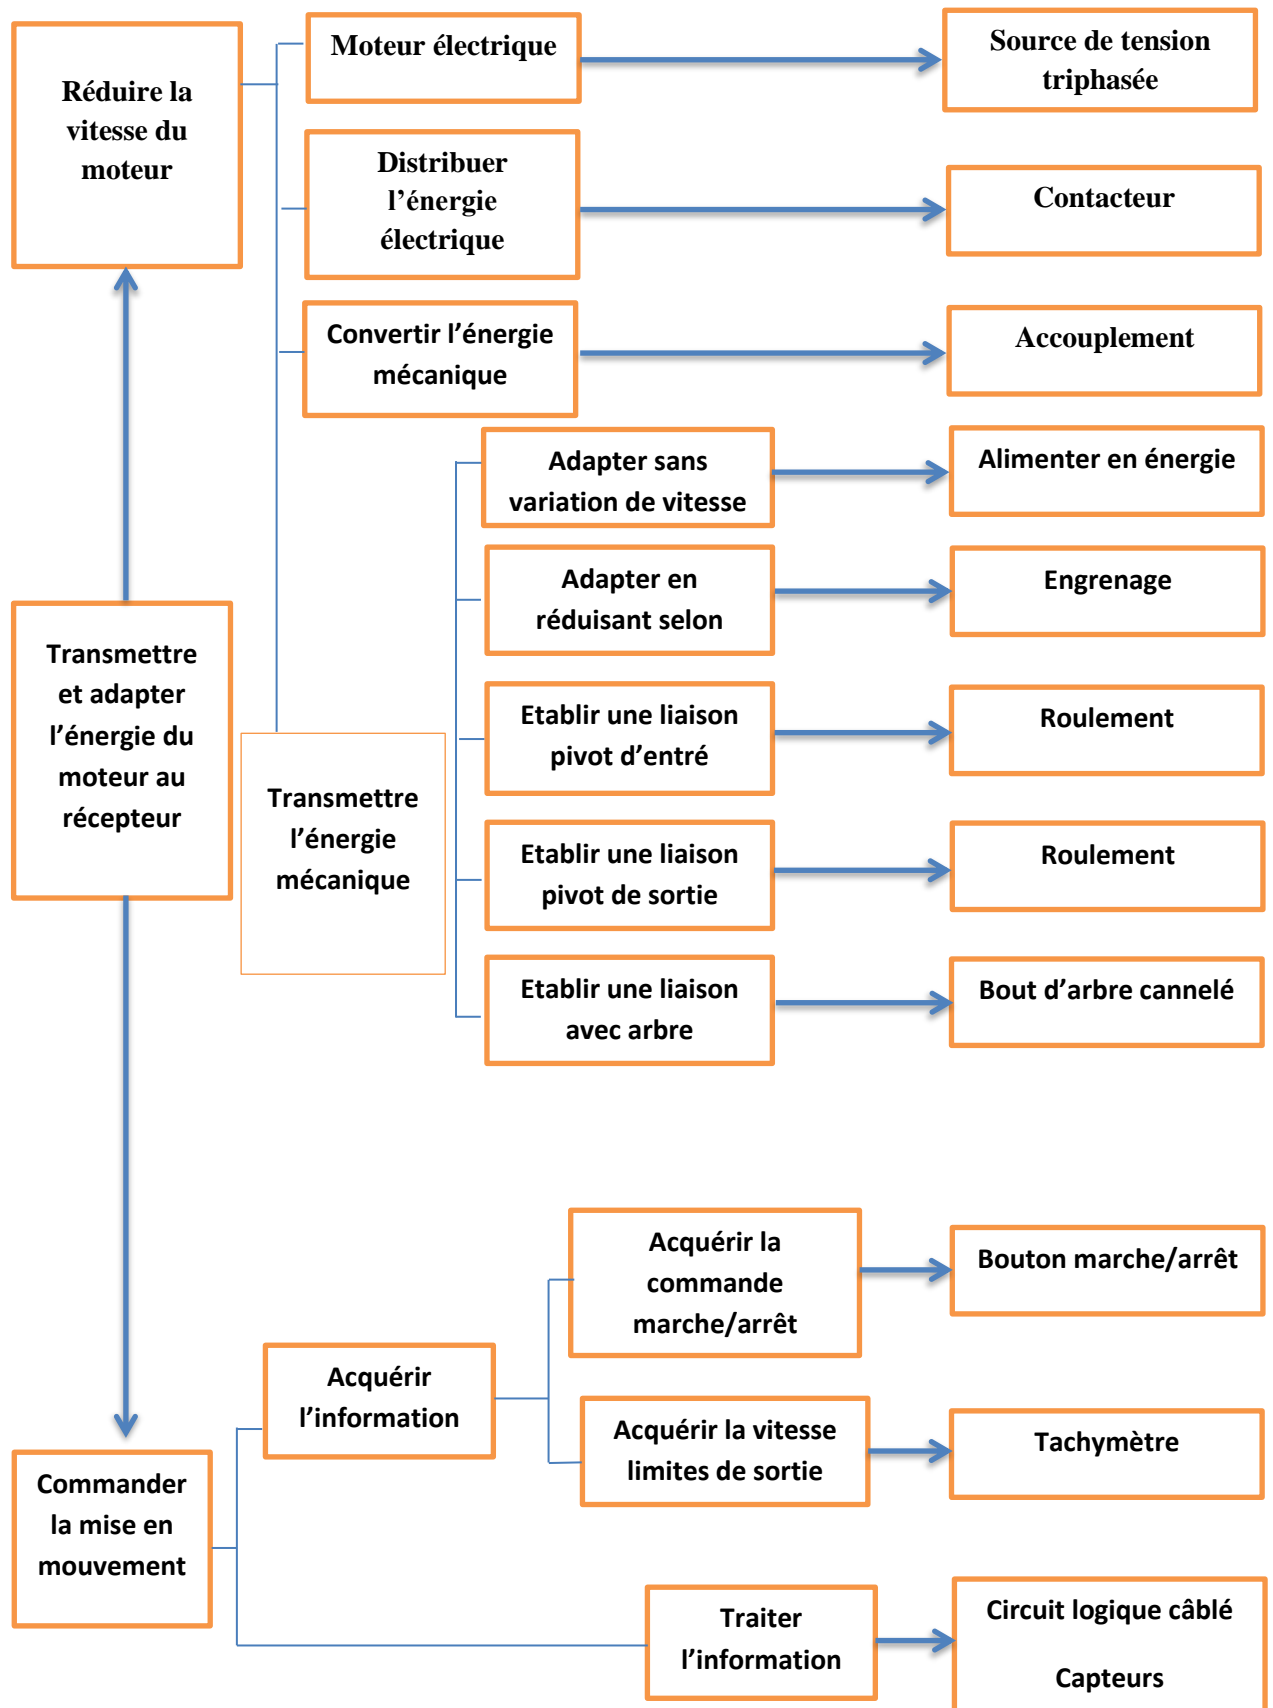 Réduire la
vitesse du
moteur
Moteur électrique
Source de tension
triphasée
Distribuer
l’énergie
électrique
Contacteur
Convertir l’énergie
mécanique
Accouplement
Adapter sans
variation de vitesse
Alimenter en énergie
Adapter en
réduisant selon
Engrenage
Transmettre
et adapter
l’énergie du
moteur au
récepteur
Transmettre
l’énergie
mécanique
Etablir une liaison
pivot d’entré
Roulement
Etablir une liaison
pivot de sortie
Roulement
Etablir une liaison
avec arbre
Bout d’arbre cannelé
Acquérir la
commande
marche/arrêt
Bouton marche/arrêt
Acquérir
l’information
Acquérir la vitesse
limites de sortie
Tachymètre
Commander
la mise en
mouvement
Traiter
l’information
Circuit logique câblé
Capteurs